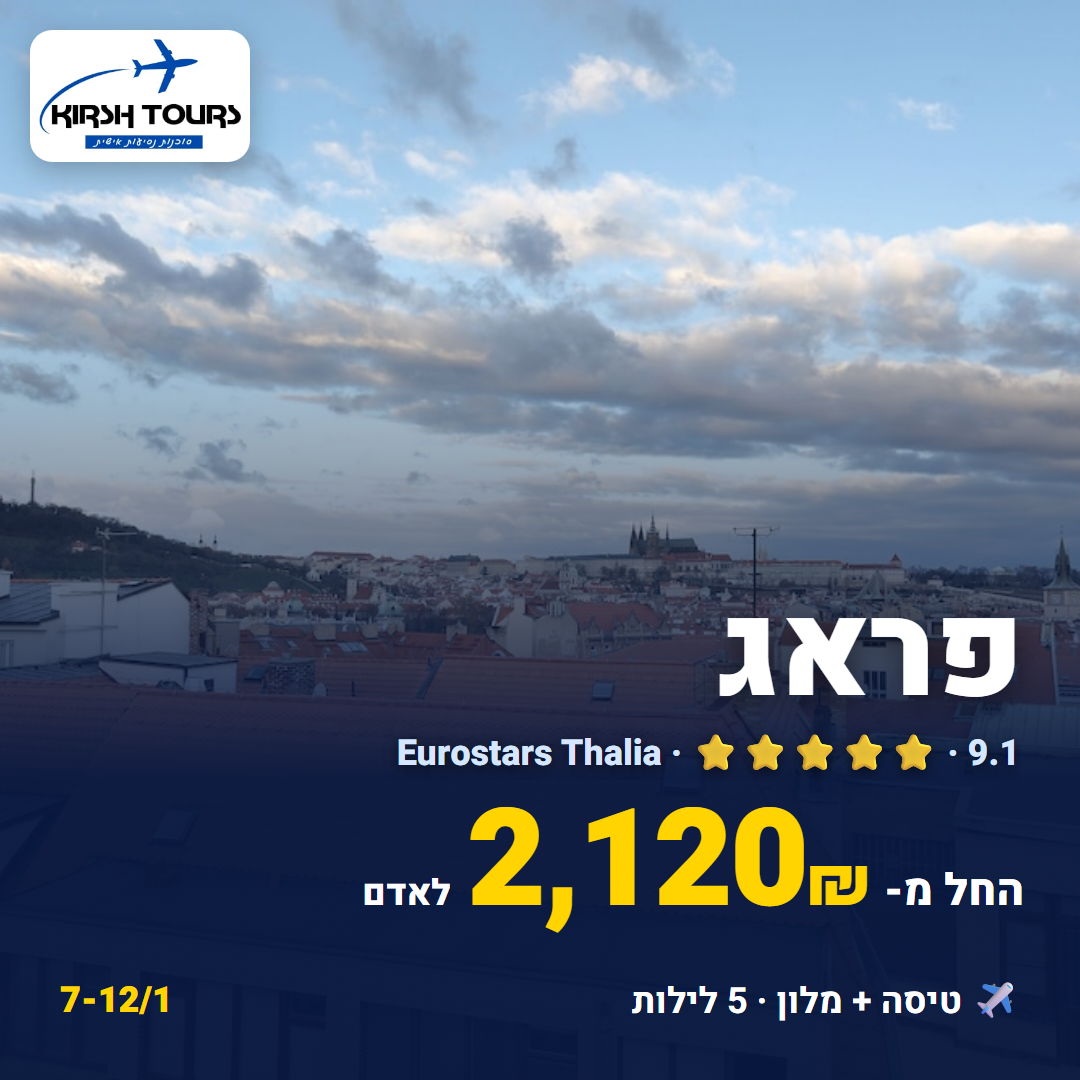 KIRSH TOURS
סוכנות נסיעות אישית
פראג
Eurostars Thalia · ⭐⭐⭐⭐⭐ · 9.1
החל מ- ₪2,120 לאדם
✈️ טיסה + מלון · 5 לילות
7-12/1